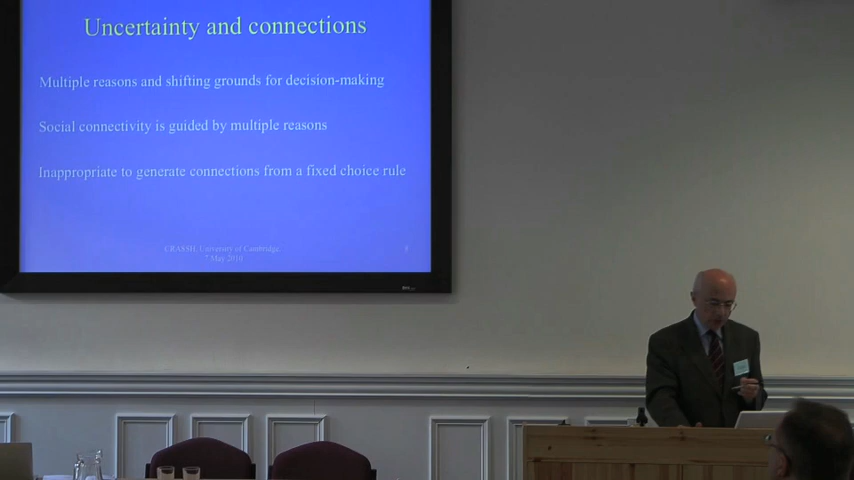 Uncertainty and connections
Multiple reasons and shifting grounds for decision-making
Social connectivity is guided by multiple reasons
Inappropriate to generate connections from a fixed choice rule
CRASSH, University of Cambridge
7 May 2010